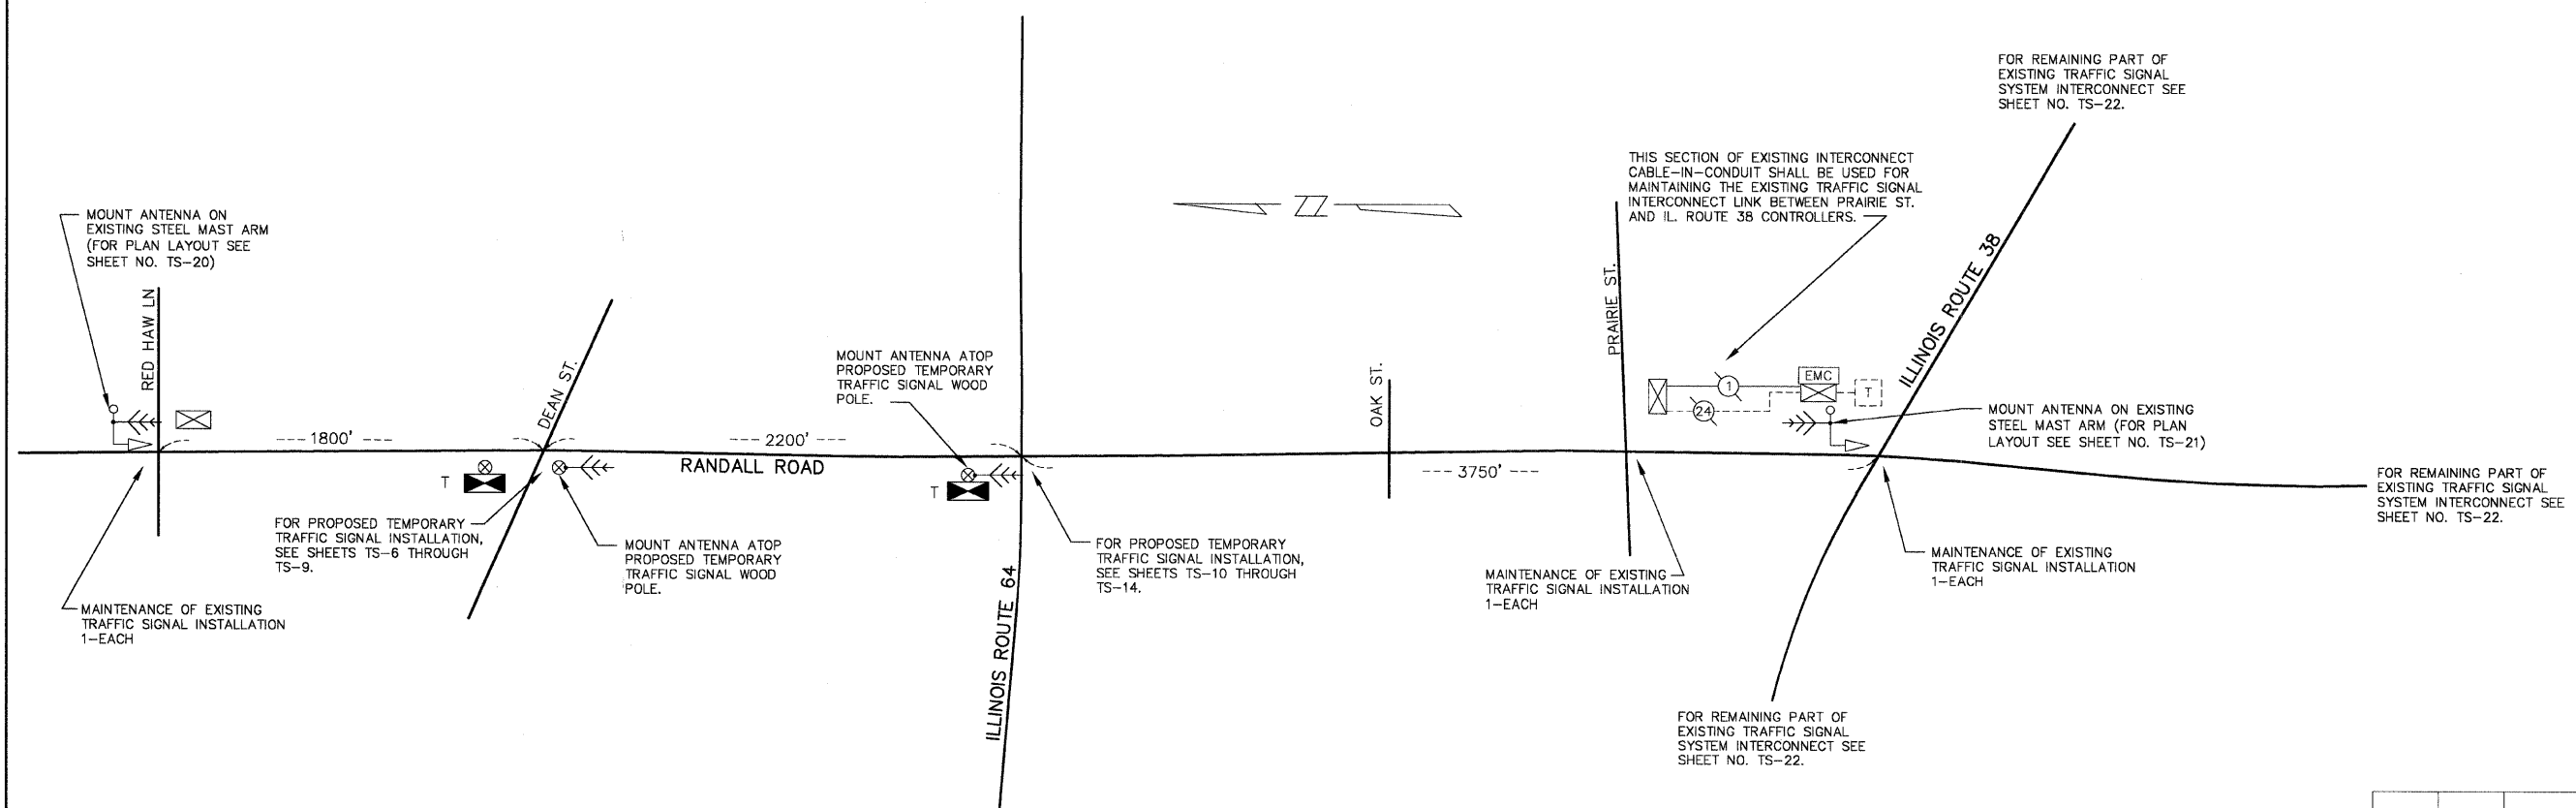 FOR REMAINING PART OF
EXISTING TRAFFIC SIGNAL
SYSTEM INTERCONNECT SEE
SHEET NO. TS-22.
THIS SECTION OF EXISTING INTERCONNECT
CABLE-IN-CONDUIT SHALL BE USED FOR
MAINTAINING THE EXISTING TRAFFIC SIGNAL
INTERCONNECT LINK BETWEEN PRAIRIE ST.
AND IL. ROUTE 38 CONTROLLERS.
MOUNT ANTENNA ON
EXISTING STEEL MAST ARM
(FOR PLAN LAYOUT SEE
SHEET NO. TS-20)
RED HAW LN
DEAN ST.
MOUNT ANTENNA ATOP
PROPOSED TEMPORARY
TRAFFIC SIGNAL WOOD
POLE.
OAK ST.
PRAIRIE ST.
1
24
EMC
T
ILLINOIS ROUTE 38
MOUNT ANTENNA ON EXISTING
STEEL MAST ARM (FOR PLAN
LAYOUT SEE SHEET NO. TS-21)
1800'
2200'
RANDALL ROAD
3750'
T
T
FOR REMAINING PART OF
EXISTING TRAFFIC SIGNAL
SYSTEM INTERCONNECT SEE
SHEET NO. TS-22.
FOR PROPOSED TEMPORARY
TRAFFIC SIGNAL INSTALLATION,
SEE SHEETS TS-6 THROUGH
TS-9.
MOUNT ANTENNA ATOP
PROPOSED TEMPORARY
TRAFFIC SIGNAL WOOD
POLE.
ILLINOIS ROUTE 64
FOR PROPOSED TEMPORARY
TRAFFIC SIGNAL INSTALLATION,
SEE SHEETS TS-10 THROUGH
TS-14.
MAINTENANCE OF EXISTING
TRAFFIC SIGNAL INSTALLATION
1-EACH
MAINTENANCE OF EXISTING
TRAFFIC SIGNAL INSTALLATION
1-EACH
MAINTENANCE OF EXISTING
TRAFFIC SIGNAL INSTALLATION
1-EACH
FOR REMAINING PART OF
EXISTING TRAFFIC SIGNAL
SYSTEM INTERCONNECT SEE
SHEET NO. TS-22.